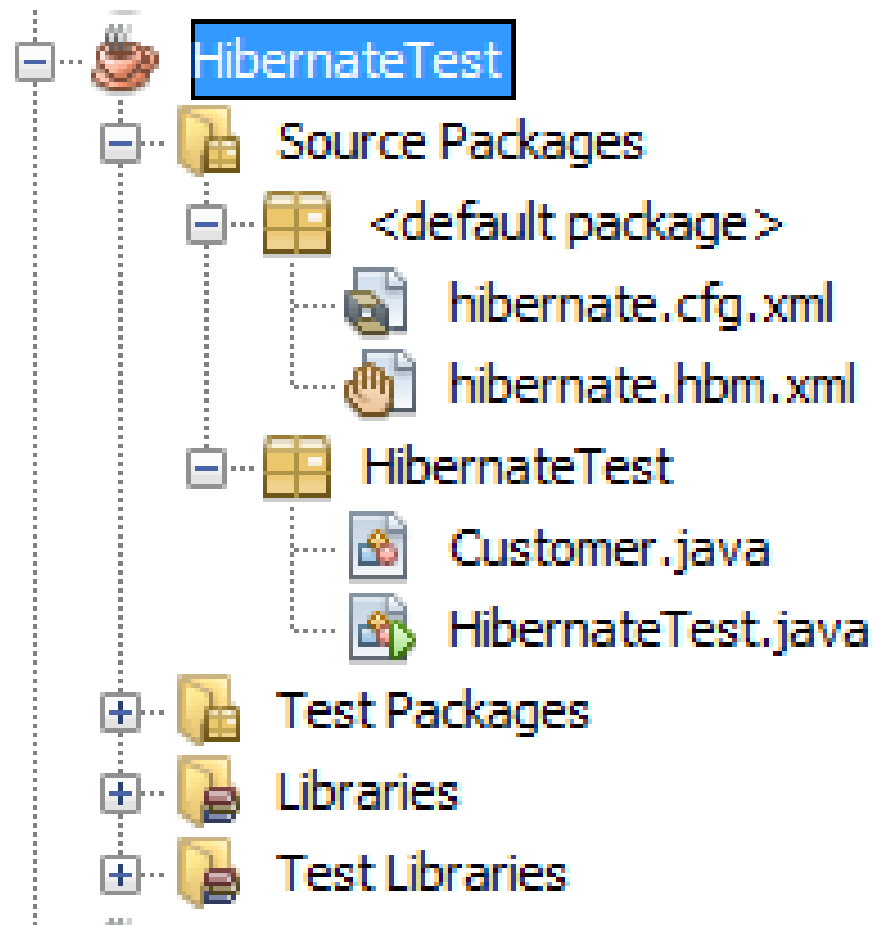 HibernateTest
Source Packages
<default package>
hibernate.cfg.xml
hibernate.hbm.xml
HibernateTest
Customer.java
HibernateTest.java
Test Packages
Libraries
Test Libraries